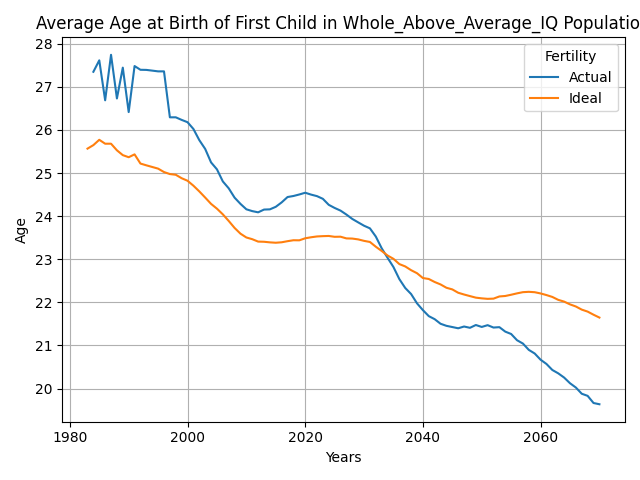 Average Age at Birth of First Child in Whole_Above_Average_IQ Populatio
28
27
26
25
24
23
22
21
20
Age
Fertility
Actual
Ideal
1980
2000
2020
2040
2060
Years